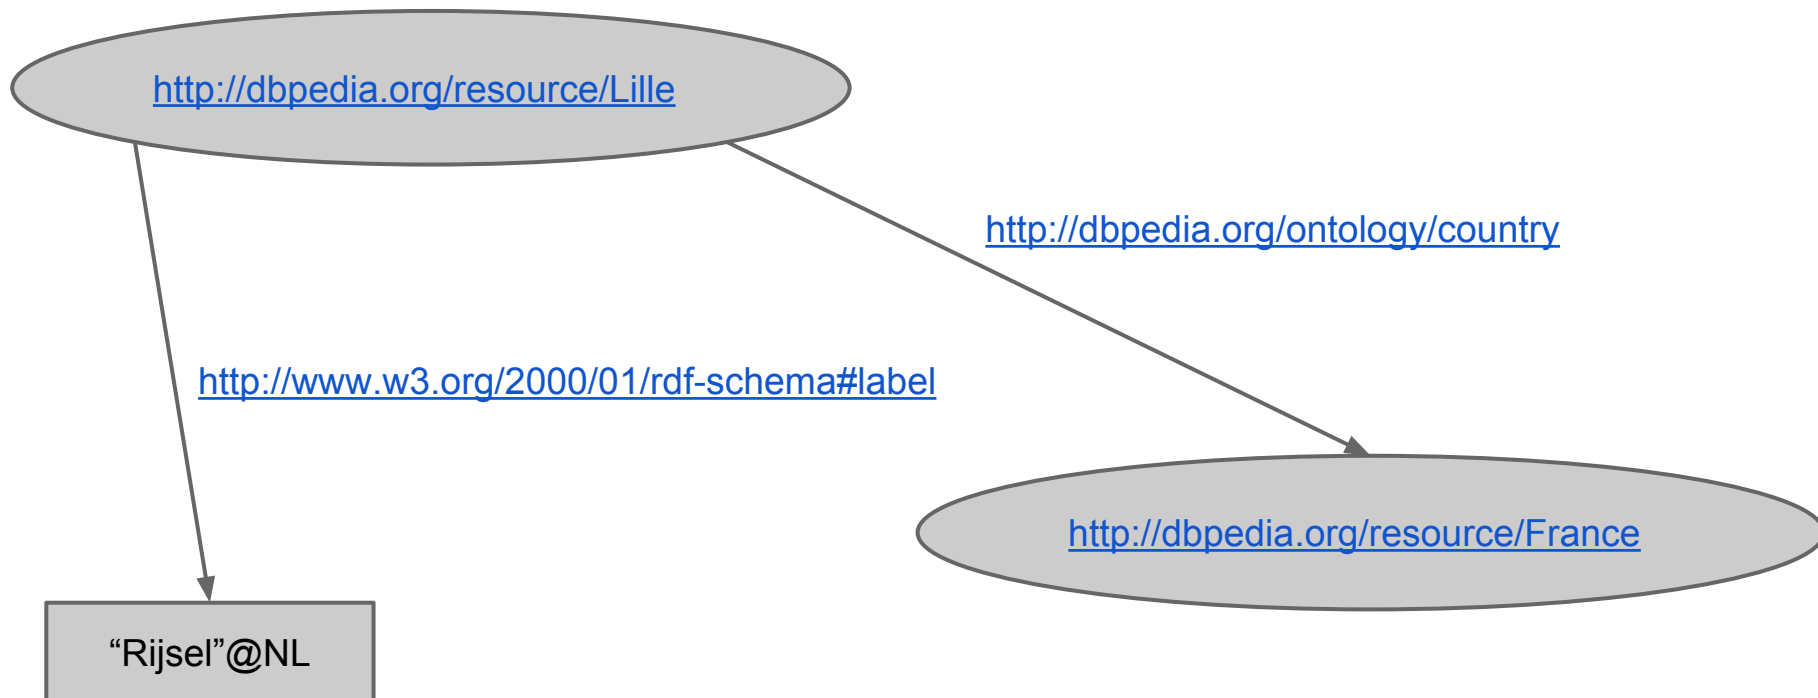 http://dbpedia.org/resource/Lille
http://dbpedia.org/ontology/country
http://www.w3.org/2000/01/rdf-schema#label
http://dbpedia.org/resource/France
“Rijsel”@NL